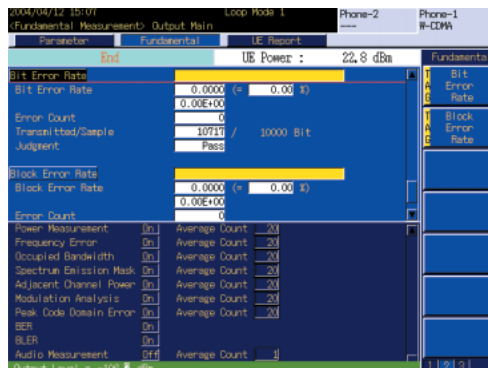 2004/04/12 15:07 Loop Mode 1 Phone-2 Phone-1
<Fundamental Measurement> Output Main ---- W-CDMA
Parameter Fundamental UE Report
End UE Power : 22.8 dBm Fundamenta
Bit Error Rate
Bit Error Rate 0.0000 (= 0.00 %)
0.00E+00
Error Count 0
Transmitted/Sample 10717 / 10000 Bit
Judgment Pass
Block Error Rate
Block Error Rate 0.0000 (= 0.00 %)
0.00E+00
Error Count 0
TAG Bit Error Rate
TAG Block Error Rate
Power Measurement On Average Count 20
Frequency Error On Average Count 20
Occupied Bandwidth On Average Count 20
Spectrum Emission Mask On Average Count 20
Adjacent Channel Power On Average Count 20
Modulation Analysis On Average Count 20
Peak Code Domain Error On Average Count 20
BER On
BLER On
Audio Measurement Off Average Count 1
1 2 3